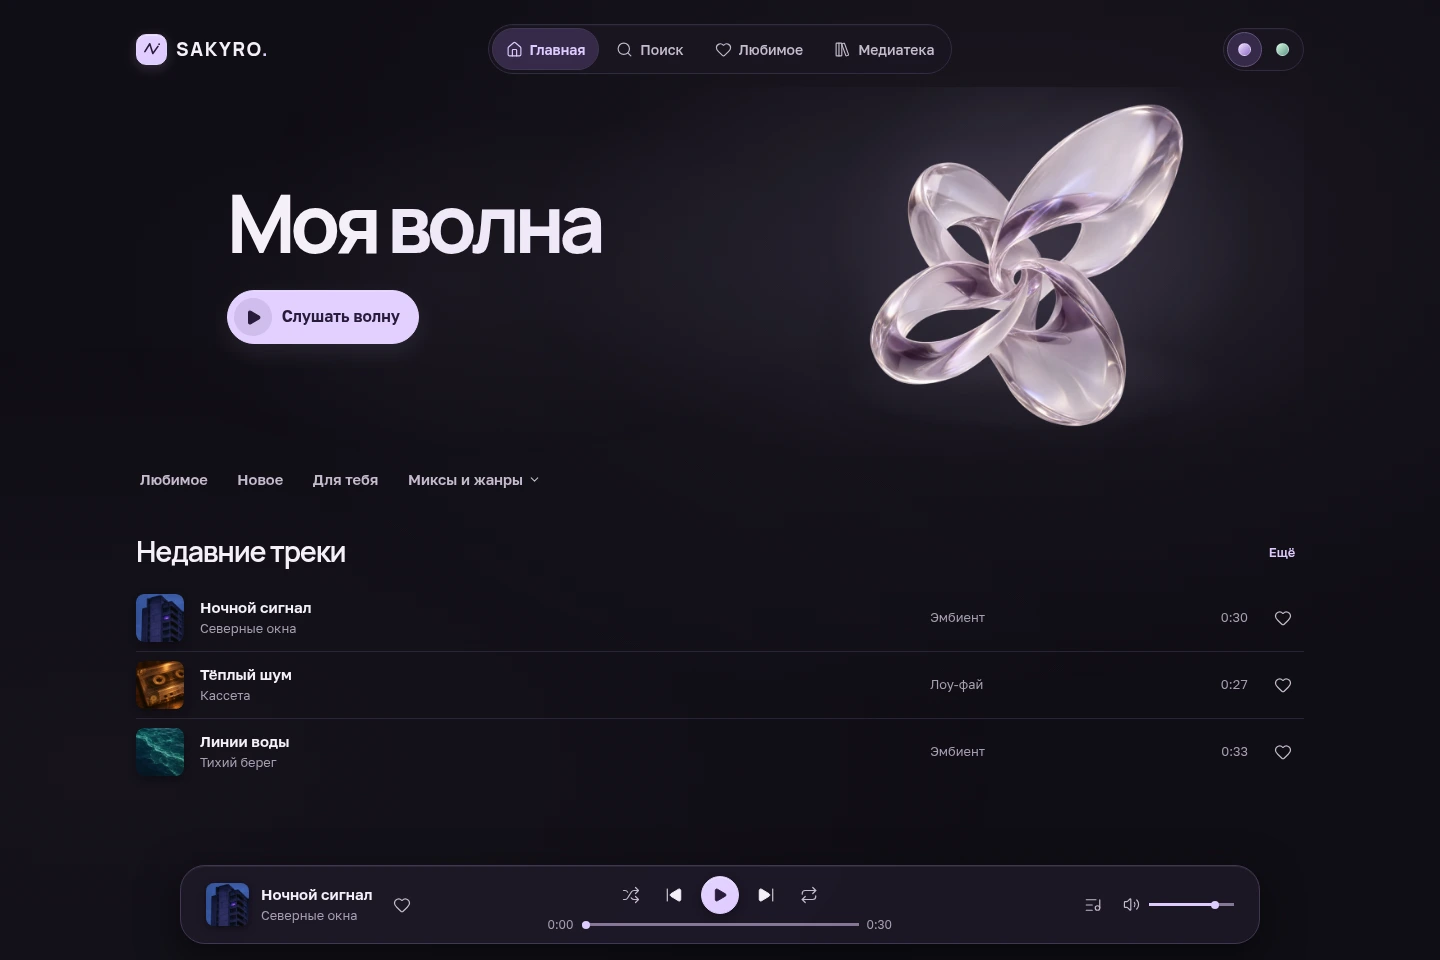 SAKYRO.
Главная
Поиск
Любимое
Медиатека
Моя волна
Слушать волну
Любимое
Новое
Для тебя
Миксы и жанры
Недавние треки
Ещё
Ночной сигнал
Северные окна
Эмбиент
0:30
Тёплый шум
Кассета
Лоу-фай
0:27
Линии воды
Тихий берег
Эмбиент
0:33
Ночной сигнал
Северные окна
0:00
0:30